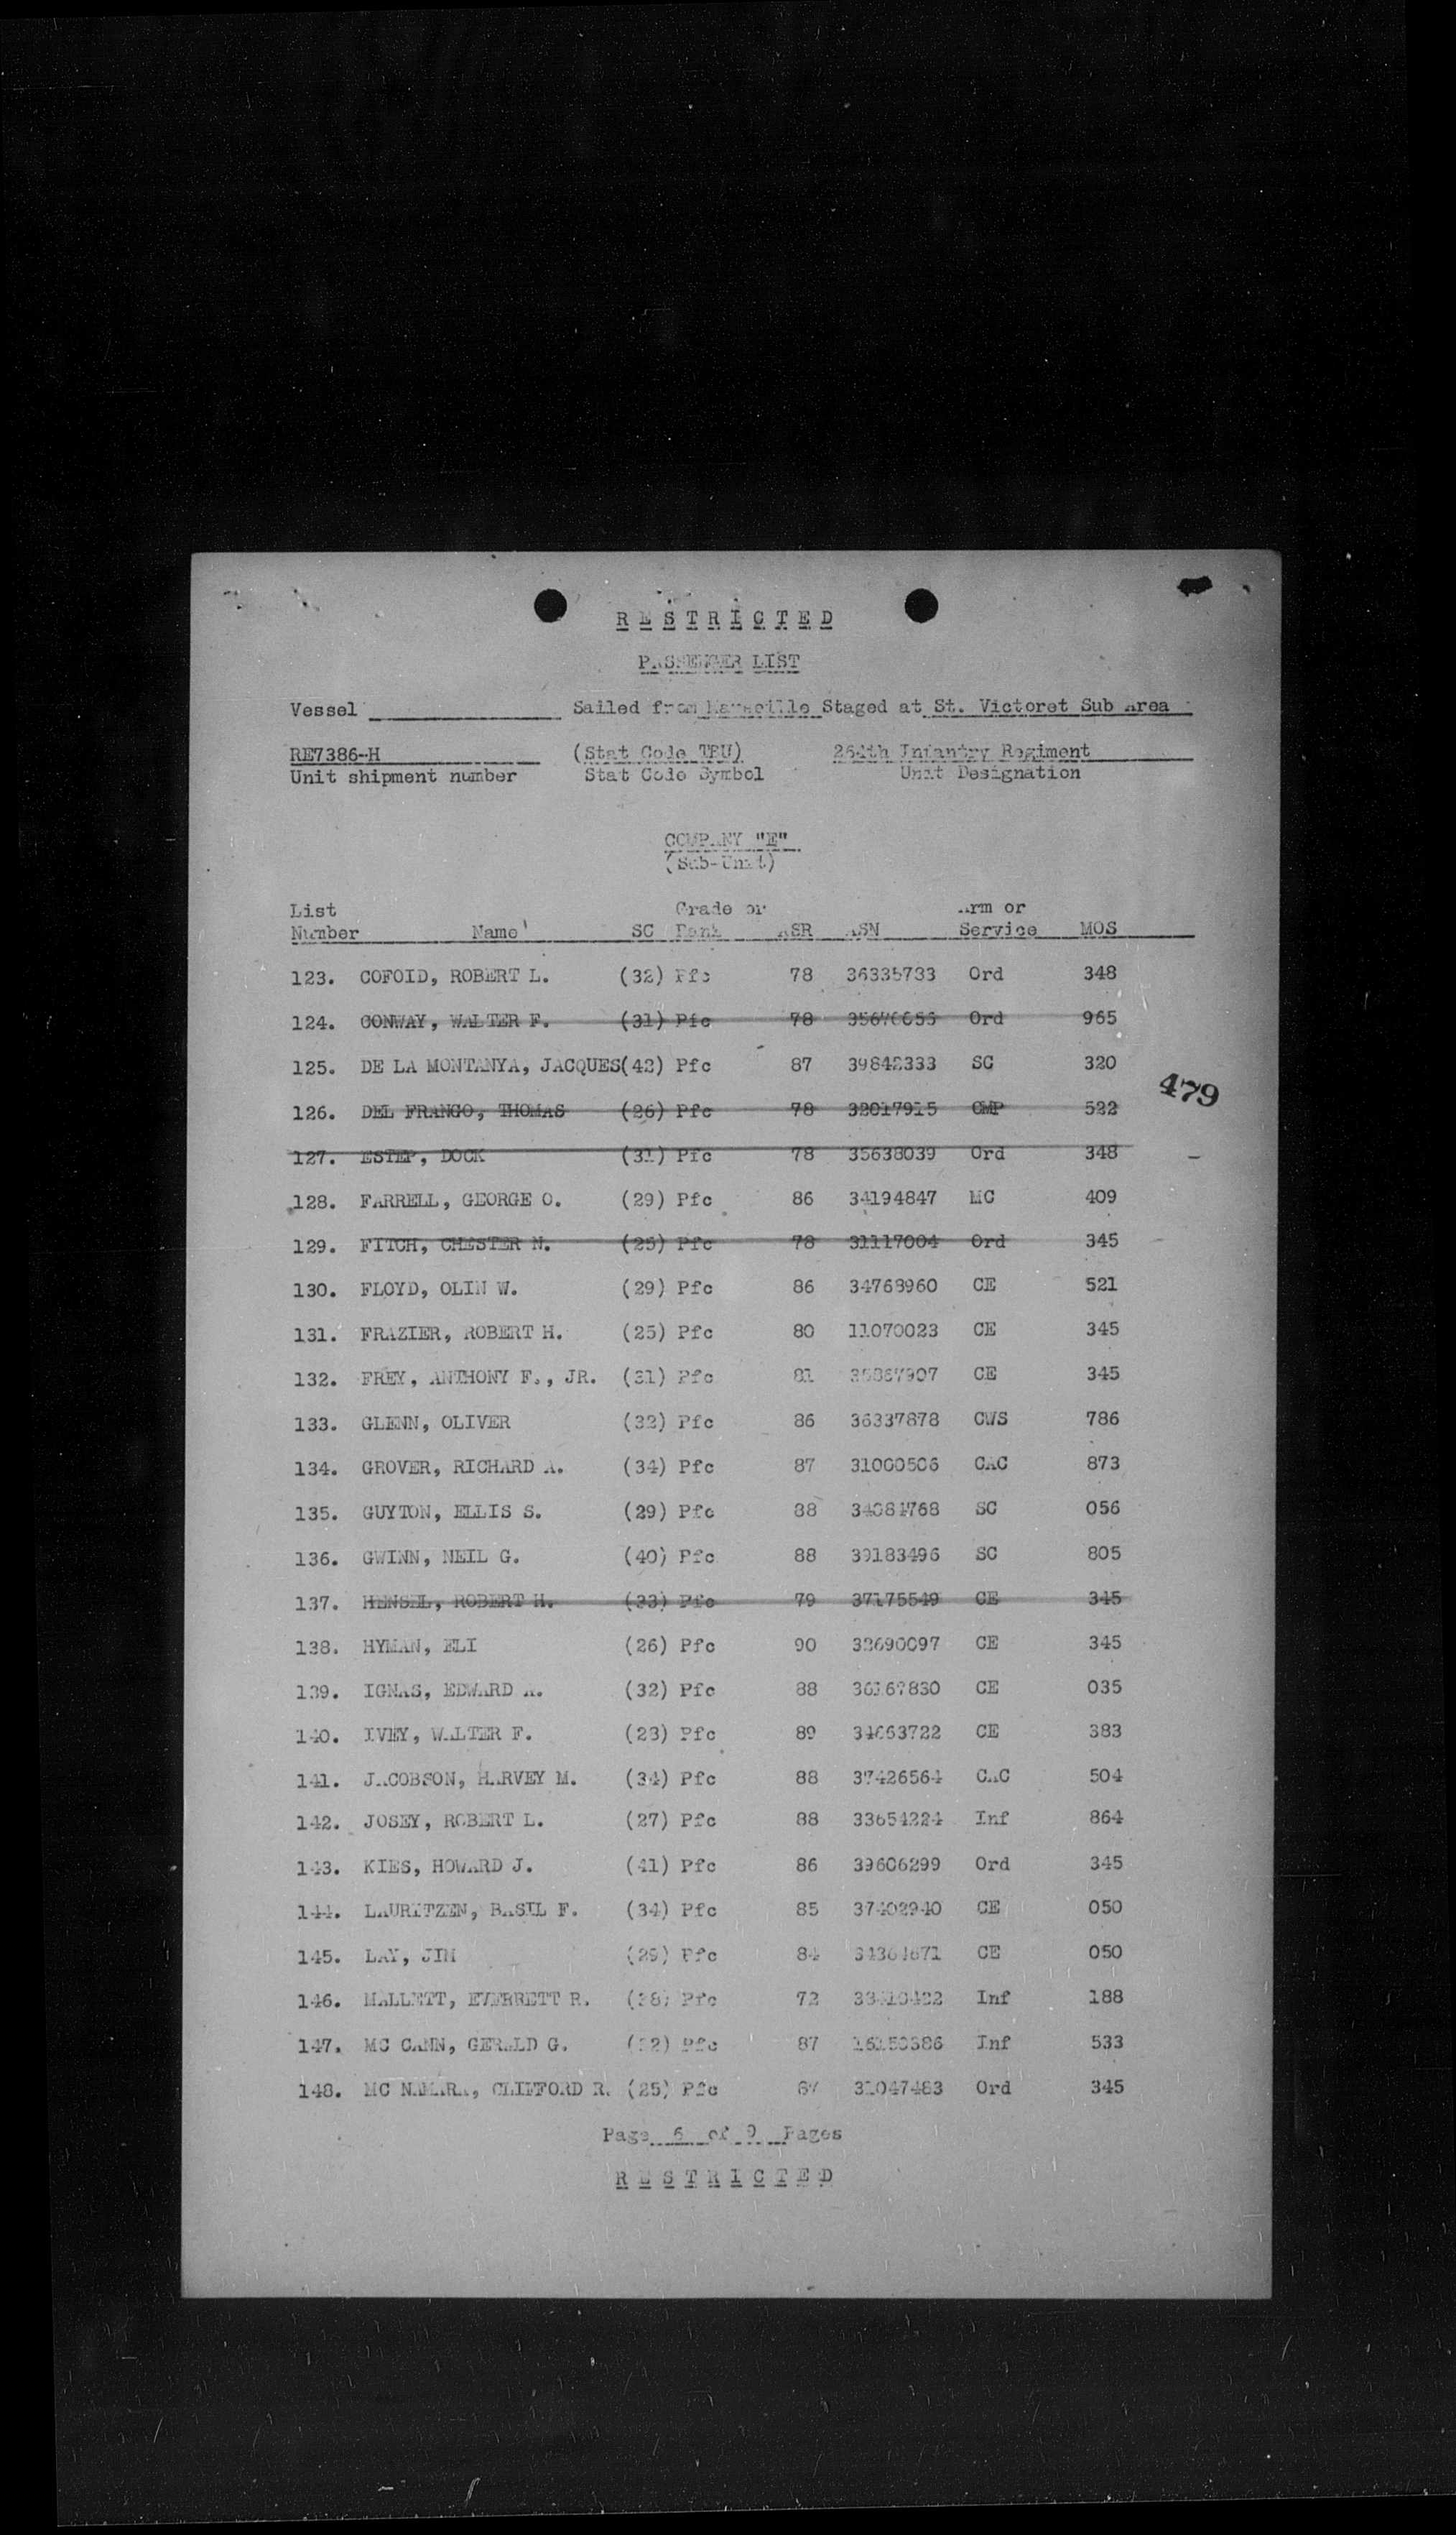 R E S T R I C T E D
PASSENGER LIST
Vessel Sailed from Marseille Staged at St. Victoret Sub Area
RE7386-H (Stat Code TPU) 264th Infantry Regiment
Unit shipment number Stat Code Symbol Unit Designation
COMPANY "E"
(Sub-Unit)
List Grade or Arm or
Number Name SC Rank ASR ASN Service MOS
123. COFOID, ROBERT L. (32) Pfc 78 36335733 Ord 348
124. CONWAY, WALTER F. (31) Pfc 78 Ord 965
125. DE LA MONTANYA, JACQUES(42) Pfc 87 39842333 SC 320
479
126. DEL FRANGO, THOMAS (26) Pfc 78 32017915 CMP 522
127. ESTEP, DOCK (31) Pfc 78 35638039 Ord 348
128. FARRELL, GEORGE O. (29) Pfc 86 34194847 MC 409
129. FITCH, CHESTER N. (25) Pfc 78 31117004 Ord 345
130. FLOYD, OLIN W. (29) Pfc 86 34768960 CE 521
131. FRAZIER, ROBERT H. (25) Pfc 80 11070023 CE 345
132. FREY, ANTHONY F., JR. (31) Pfc 81 CE 345
133. GLENN, OLIVER (32) Pfc 86 36337878 CWS 786
134. GROVER, RICHARD A. (34) Pfc 87 31000506 CAC 873
135. GUYTON, ELLIS S. (29) Pfc 88 34081768 SC 056
136. GWINN, NEIL G. (40) Pfc 88 39183496 SC 805
137. HENSEL, ROBERT H. (33) Pfc 79 37175549 CE 345
138. HYMAN, ELI (26) Pfc 90 32690097 CE 345
139. IGNAS, EDWARD A. (32) Pfc 88 36167830 CE 035
140. IVEY, WALTER F. (28) Pfc 89 34663722 CE 383
141. JACOBSON, HARVEY M. (34) Pfc 88 37426564 CAC 504
142. JOSEY, ROBERT L. (27) Pfc 88 33654224 Inf 864
143. KIES, HOWARD J. (41) Pfc 86 39606299 Ord 345
144. LAURITZEN, BASIL F. (34) Pfc 85 37402940 CE 050
145. LAY, JIM (29) Pfc 84 CE 050
146. MALLETT, EVERRETT R. Pfc 72 Inf 188
147. MC CANN, GERALD G. Pfc 87 16150386 Inf 533
148. MC NAMARA, CLIFFORD R. (25) Pfc 31047483 Ord 345
Page 6 of 9 Pages
R E S T R I C T E D